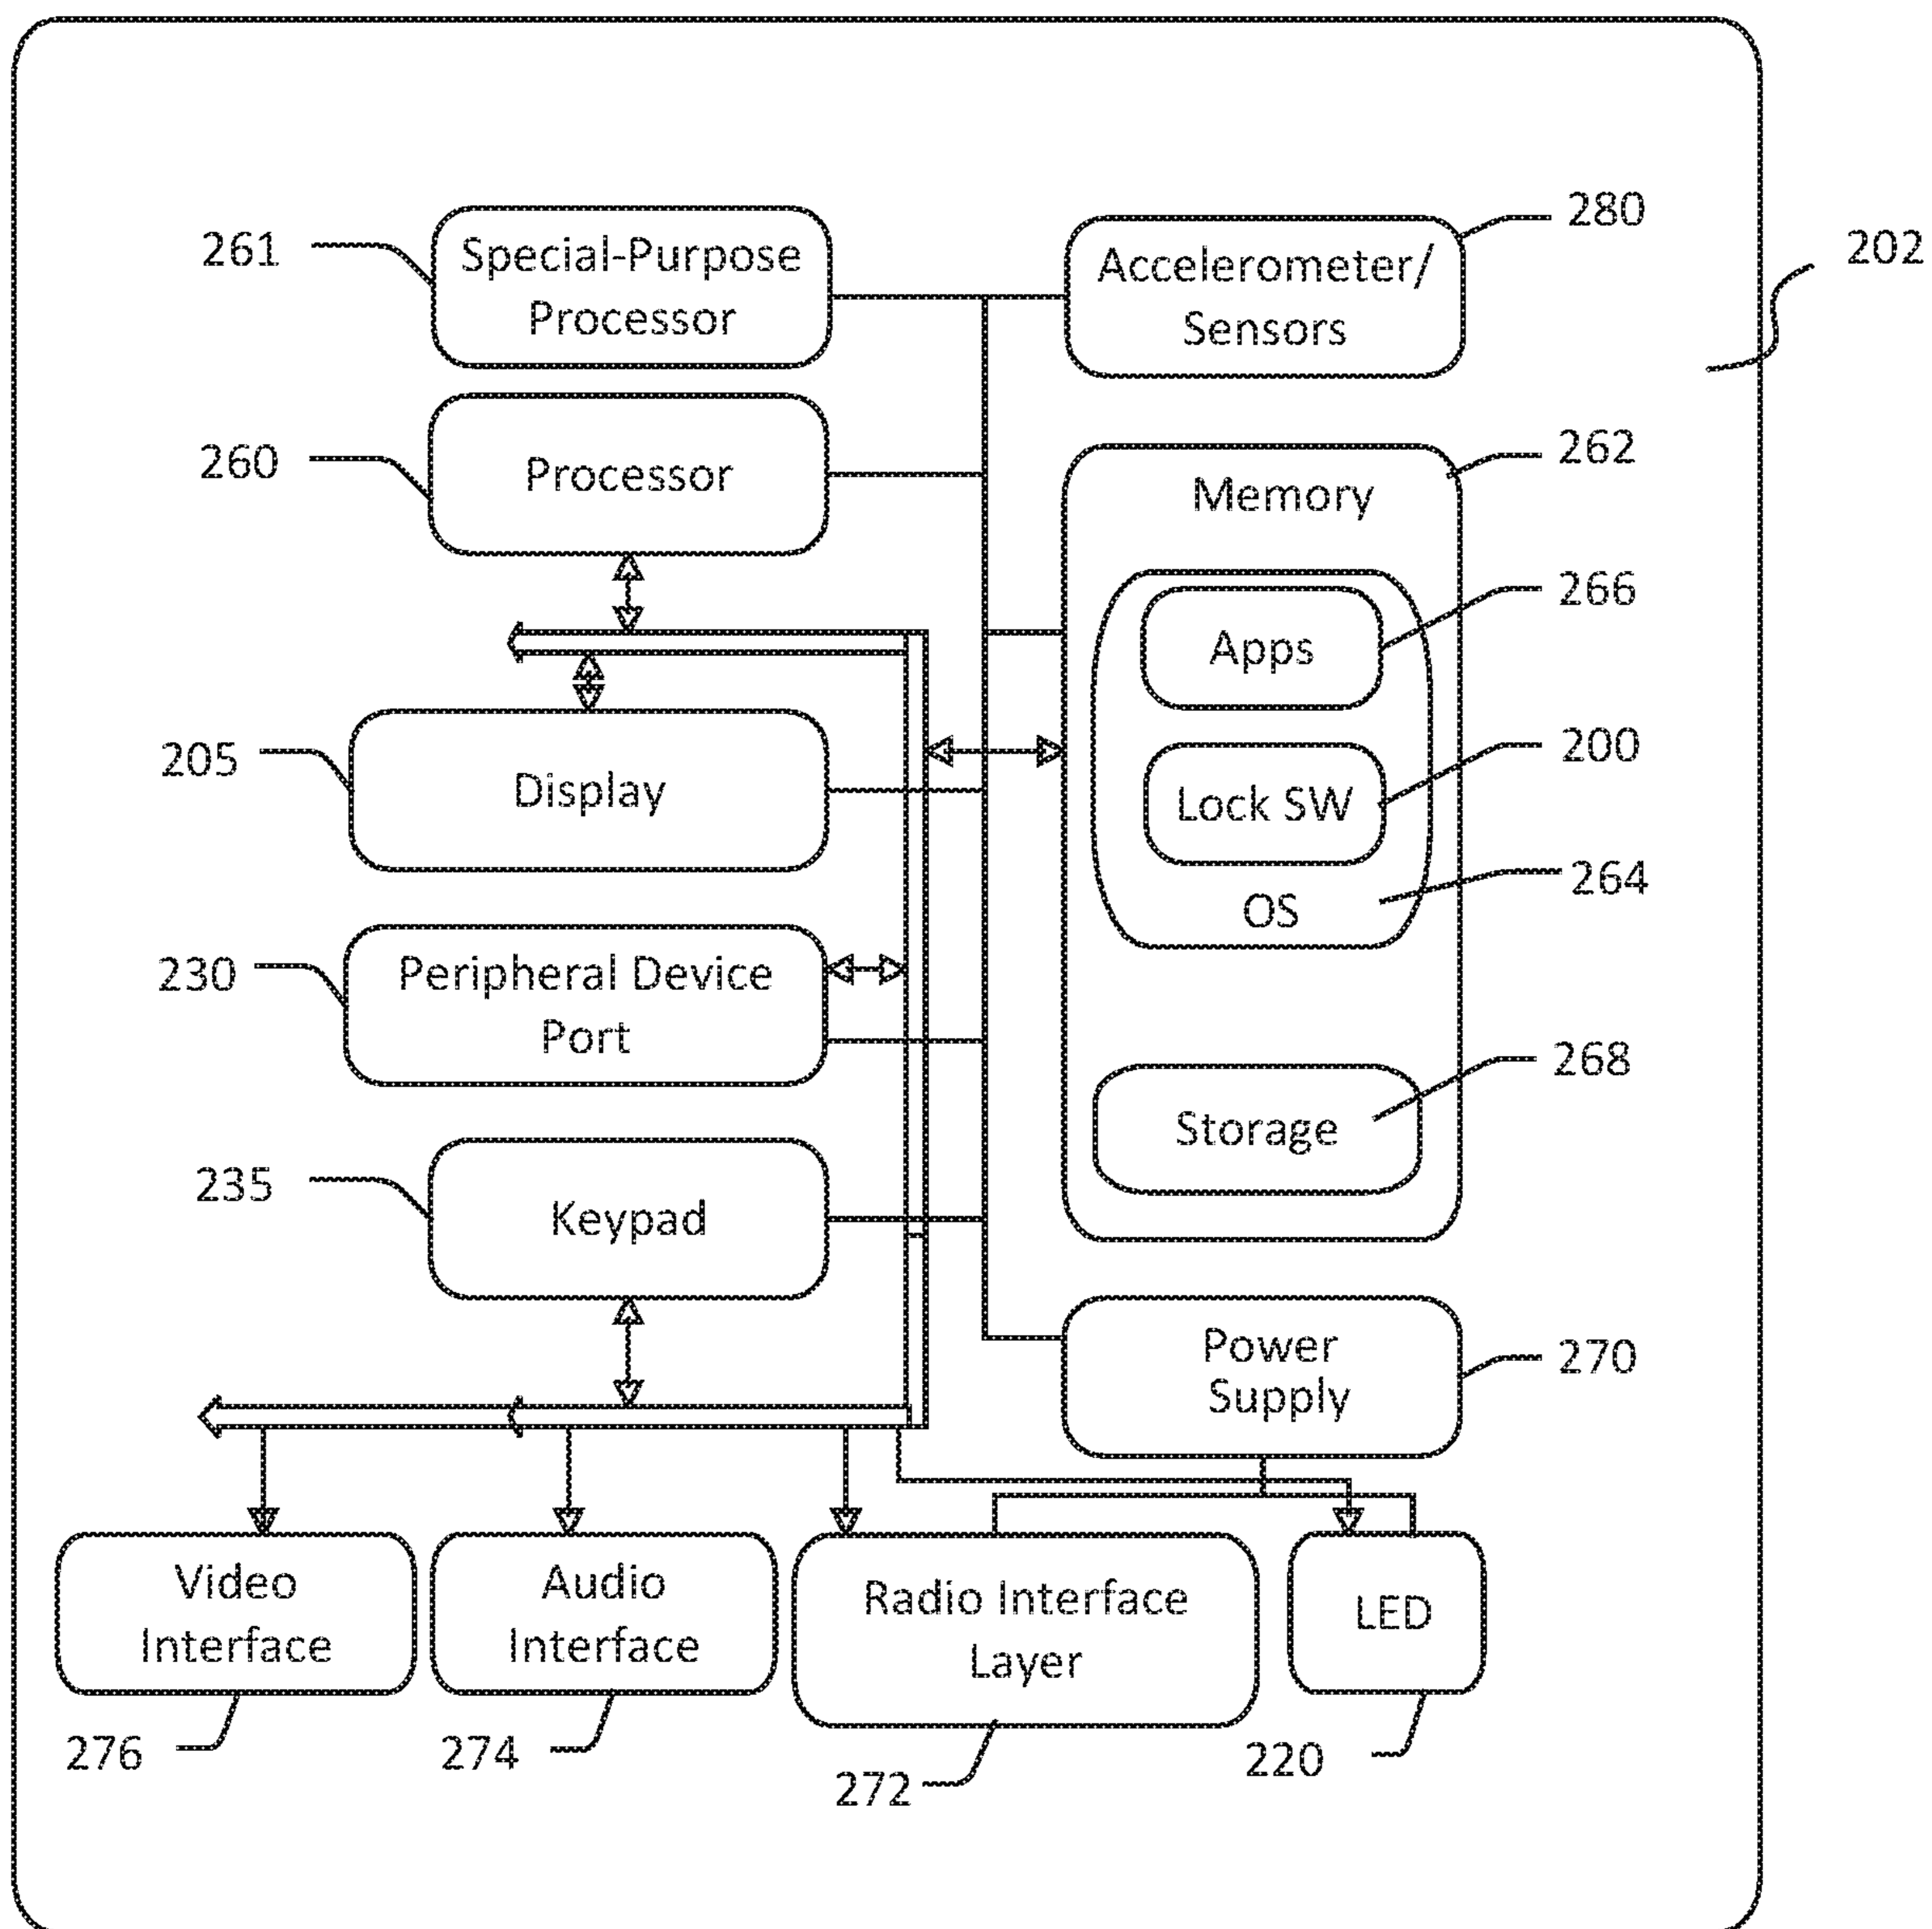 261
Special-Purpose
Processor
Accelerometer/
Sensors
280
202
260
Processor
262
Memory
266
Apps
205
Display
200
Lock SW
264
OS
230
Peripheral Device
Port
268
Storage
235
Keypad
Power
Supply
270
Video
Interface
Audio
Interface
Radio Interface
Layer
LED
276
274
272
220